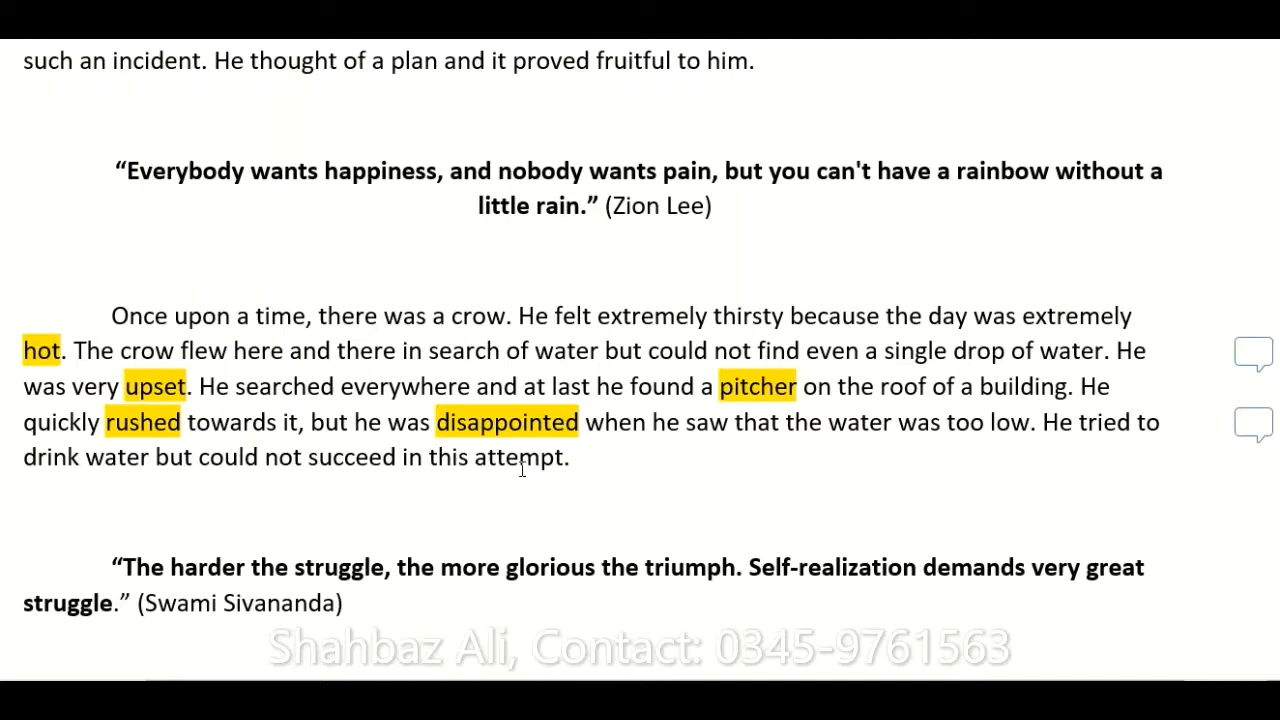 such an incident. He thought of a plan and it proved fruitful to him.
“Everybody wants happiness, and nobody wants pain, but you can't have a rainbow without a
little rain.” (Zion Lee)
Once upon a time, there was a crow. He felt extremely thirsty because the day was extremely
hot. The crow flew here and there in search of water but could not find even a single drop of water. He
was very upset. He searched everywhere and at last he found a pitcher on the roof of a building. He
quickly rushed towards it, but he was disappointed when he saw that the water was too low. He tried to
drink water but could not succeed in this attempt.
“The harder the struggle, the more glorious the triumph. Self-realization demands very great
struggle.” (Swami Sivananda)
Shahbaz Ali, Contact: 0345-9761563